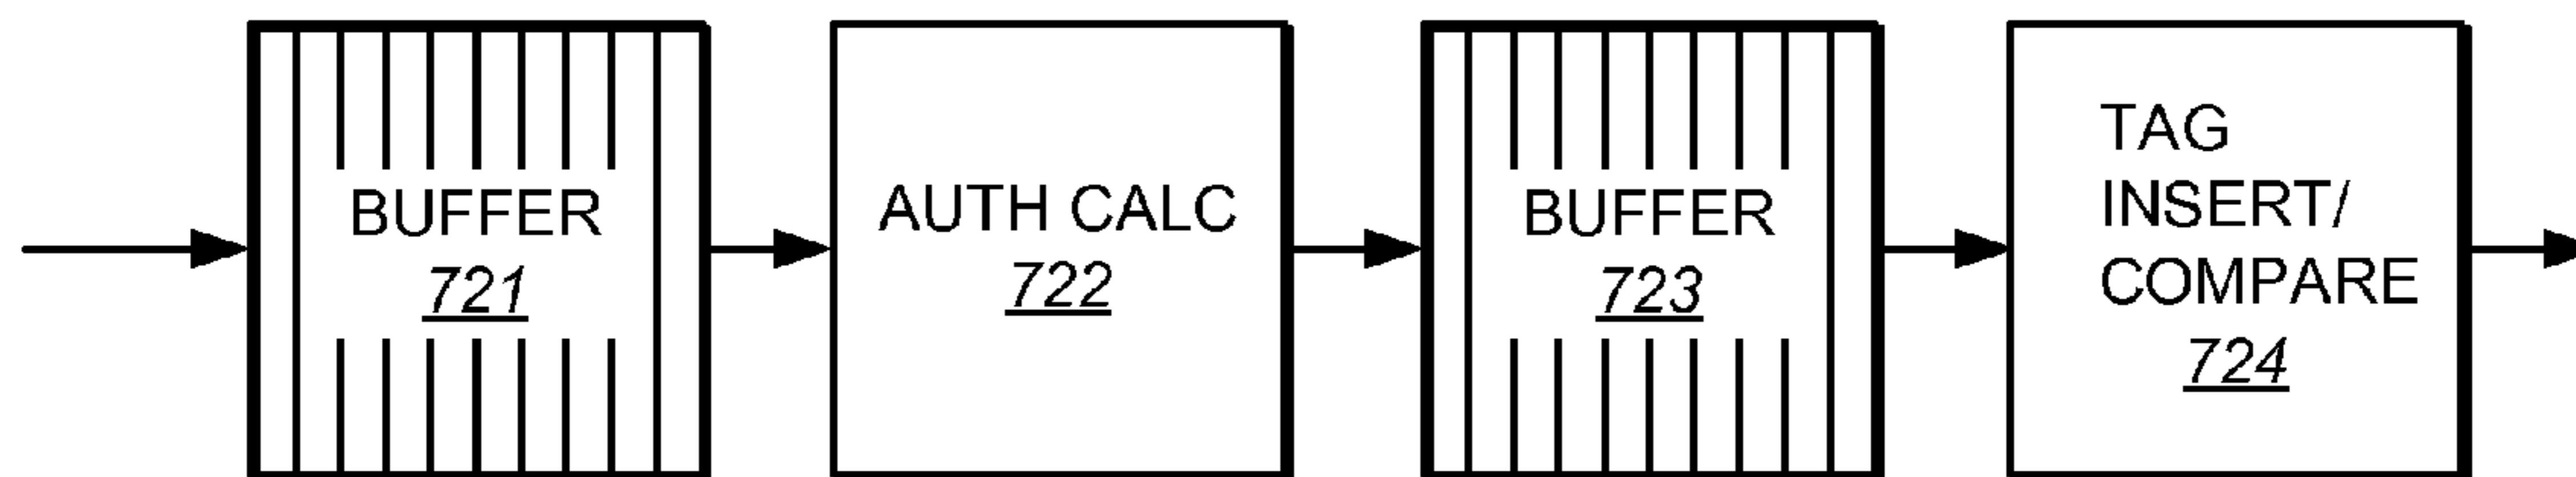 BUFFER
721
AUTH CALC
722
BUFFER
723
TAG
INSERT/
COMPARE
724